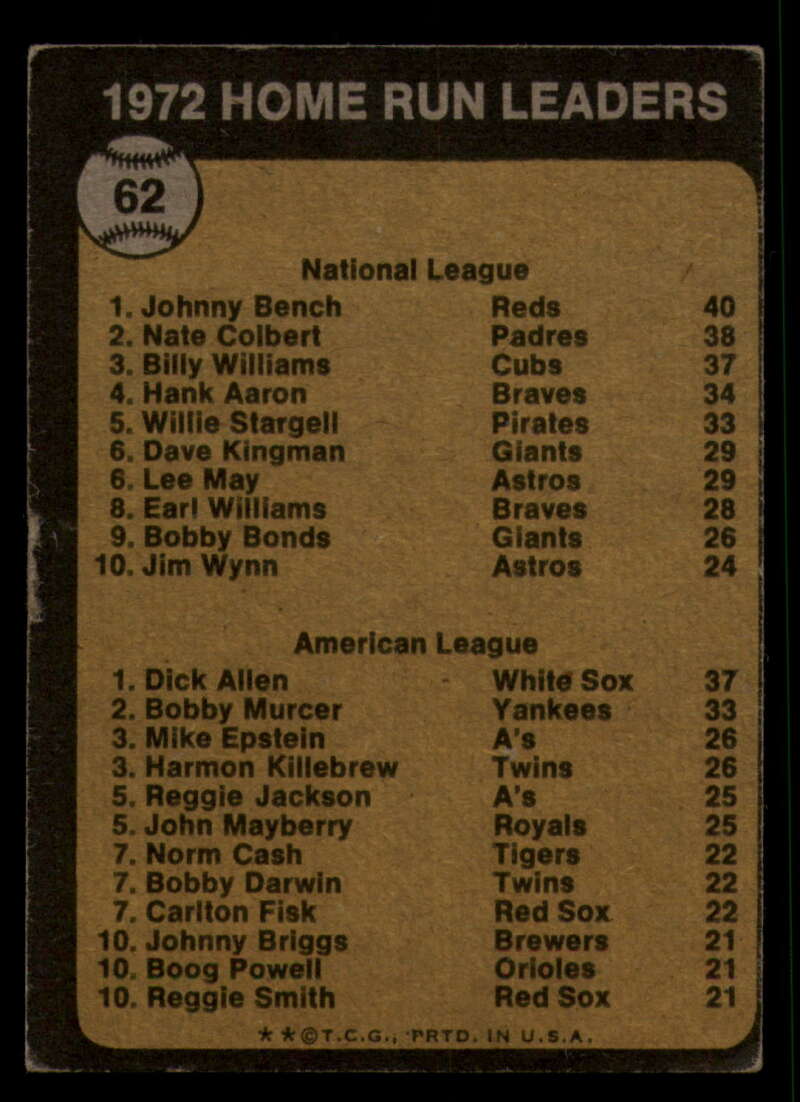 1972 HOME RUN LEADERS
62
National League
1. Johnny Bench Reds 40
2. Nate Colbert Padres 38
3. Billy Williams Cubs 37
4. Hank Aaron Braves 34
5. Willie Stargell Pirates 33
6. Dave Kingman Giants 29
6. Lee May Astros 29
8. Earl Williams Braves 28
9. Bobby Bonds Giants 26
10. Jim Wynn Astros 24
American League
1. Dick Allen White Sox 37
2. Bobby Murcer Yankees 33
3. Mike Epstein A's 26
3. Harmon Killebrew Twins 26
5. Reggie Jackson A's 25
5. John Mayberry Royals 25
7. Norm Cash Tigers 22
7. Bobby Darwin Twins 22
7. Carlton Fisk Red Sox 22
10. Johnny Briggs Brewers 21
10. Boog Powell Orioles 21
10. Reggie Smith Red Sox 21
* *©T.C.G., PRTD. IN U.S.A.